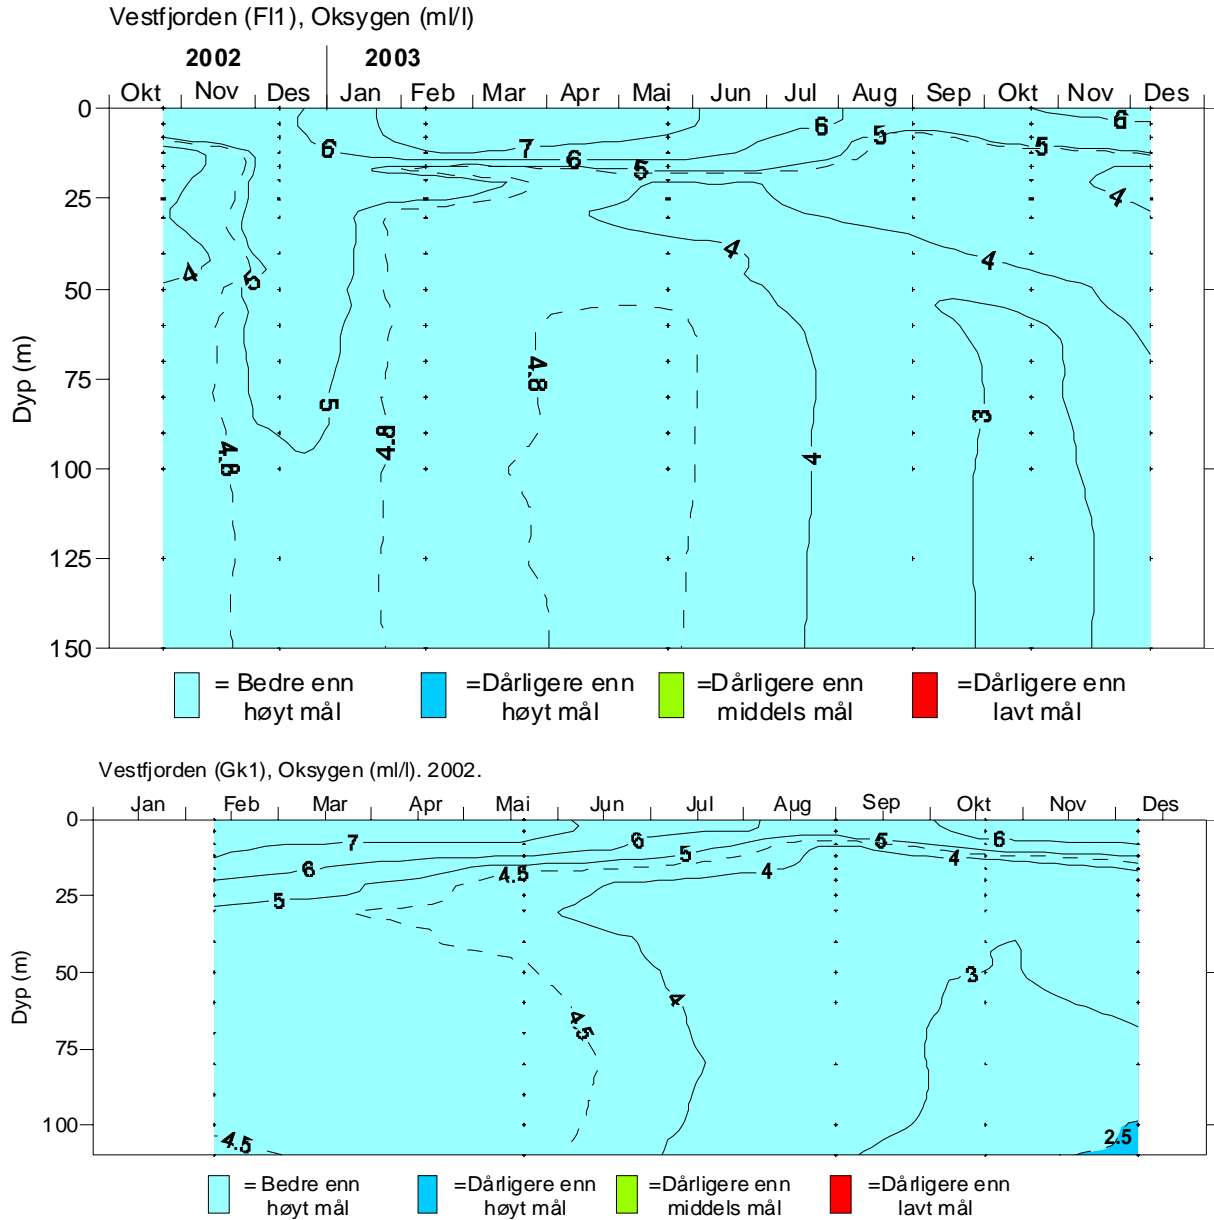 Vestfjorden (Fl1), Oksygen (ml/l)
2002 2003
Okt Nov Des Jan Feb Mar Apr Mai Jun Jul Aug Sep Okt Nov Des
0
25
50
75
100
125
150
Dyp (m)
6 7 6 5 6 5 5 6
4 5 4 4 4
4.8 5 4.8 4.8 4 3
= Bedre enn =Dårligere enn =Dårligere enn =Dårligere enn
høyt mål høyt mål middels mål lavt mål
Vestfjorden (Gk1), Oksygen (ml/l). 2002.
Jan Feb Mar Apr Mai Jun Jul Aug Sep Okt Nov Des
0
25
50
75
100
Dyp (m)
7 6 5 6
6 5 4.5 5 4 4
4.5 4 3
4.5 2.5
= Bedre enn =Dårligere enn =Dårligere enn =Dårligere enn
høyt mål høyt mål middels mål lavt mål